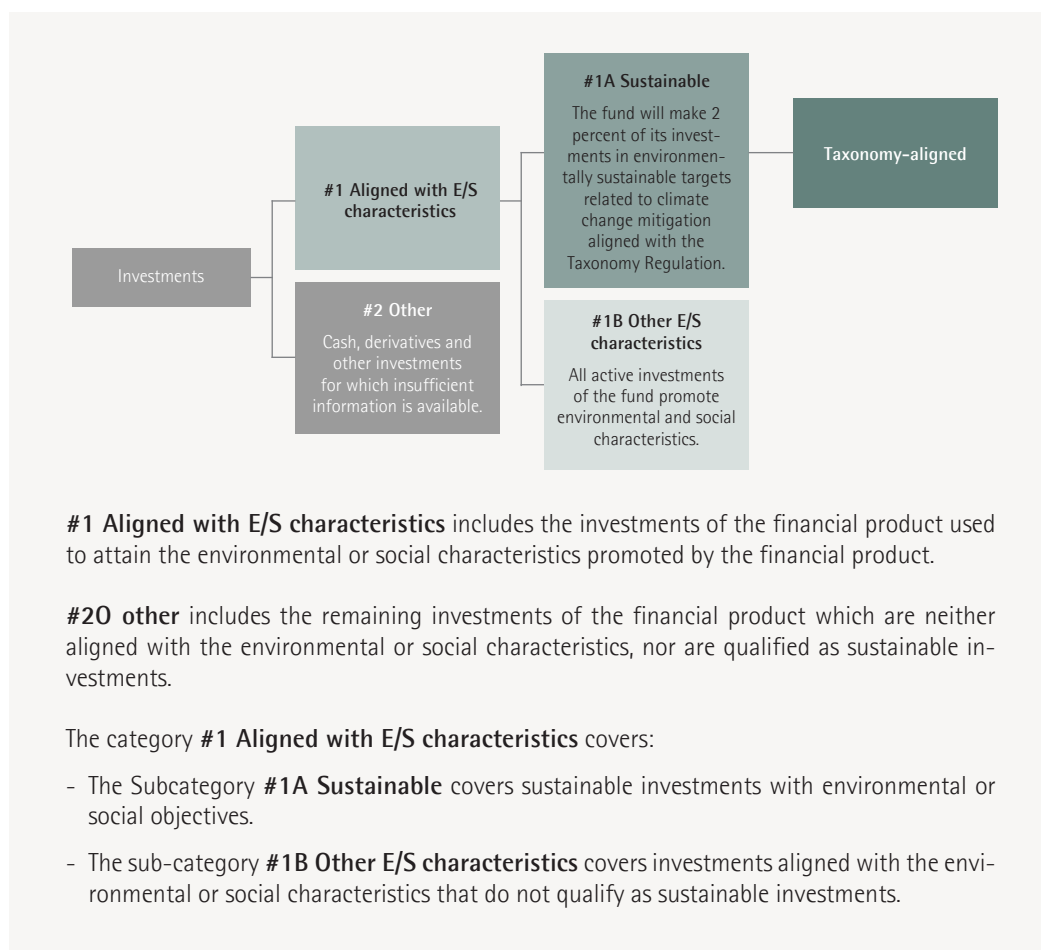 #1A Sustainable
The fund will make 2
percent of its invest-
ments in environmen-
tally sustainable targets
related to climate
change mitigation
aligned with the
Taxonomy Regulation.
Taxonomy-aligned
#1 Aligned with E/S
characteristics
Investments
#2 Other
Cash, derivatives and
other investments
for which insufficient
information is available.
#1B Other E/S
characteristics
All active investments
of the fund promote
environmental and social
characteristics.
#1 Aligned with E/S characteristics includes the investments of the financial product used
to attain the environmental or social characteristics promoted by the financial product.
#2O other includes the remaining investments of the financial product which are neither
aligned with the environmental or social characteristics, nor are qualified as sustainable in-
vestments.
The category #1 Aligned with E/S characteristics covers:
- The Subcategory #1A Sustainable covers sustainable investments with environmental or
social objectives.
- The sub-category #1B Other E/S characteristics covers investments aligned with the envi-
ronmental or social characteristics that do not qualify as sustainable investments.